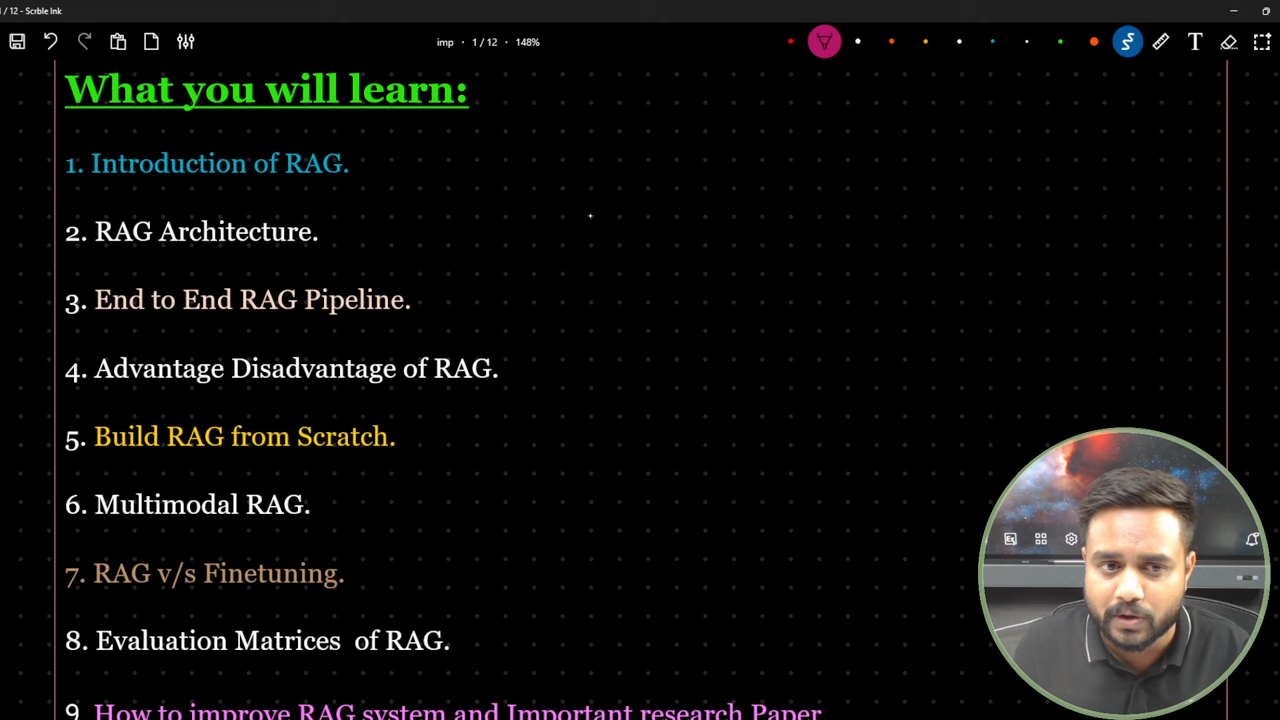 1 / 12 - Scrble Ink
imp · 1 / 12 · 148%
T
What you will learn:
1. Introduction of RAG.
2. RAG Architecture.
3. End to End RAG Pipeline.
4. Advantage Disadvantage of RAG.
5. Build RAG from Scratch.
6. Multimodal RAG.
7. RAG v/s Finetuning.
8. Evaluation Matrices of RAG.
9. How to improve RAG system and Important research Paper